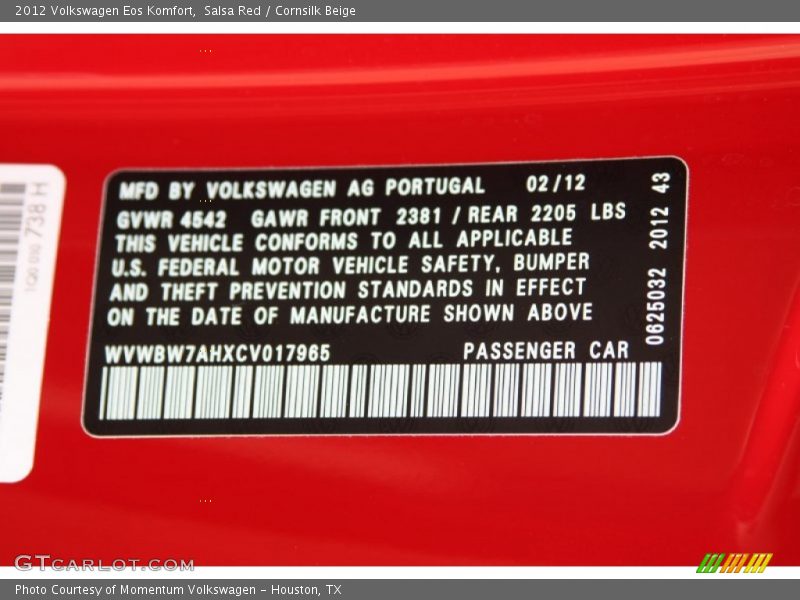 2012 Volkswagen Eos Komfort, Salsa Red / Cornsilk Beige
MFD BY VOLKSWAGEN AG PORTUGAL 02/12
GVWR 4542 GAWR FRONT 2381 / REAR 2205 LBS
THIS VEHICLE CONFORMS TO ALL APPLICABLE
U.S. FEDERAL MOTOR VEHICLE SAFETY, BUMPER
AND THEFT PREVENTION STANDARDS IN EFFECT
ON THE DATE OF MANUFACTURE SHOWN ABOVE
WVWBW7AHXCV017965 PASSENGER CAR
0625032 2012 43
738 H
GTCARLOT.COM
Photo Courtesy of Momentum Volkswagen - Houston, TX